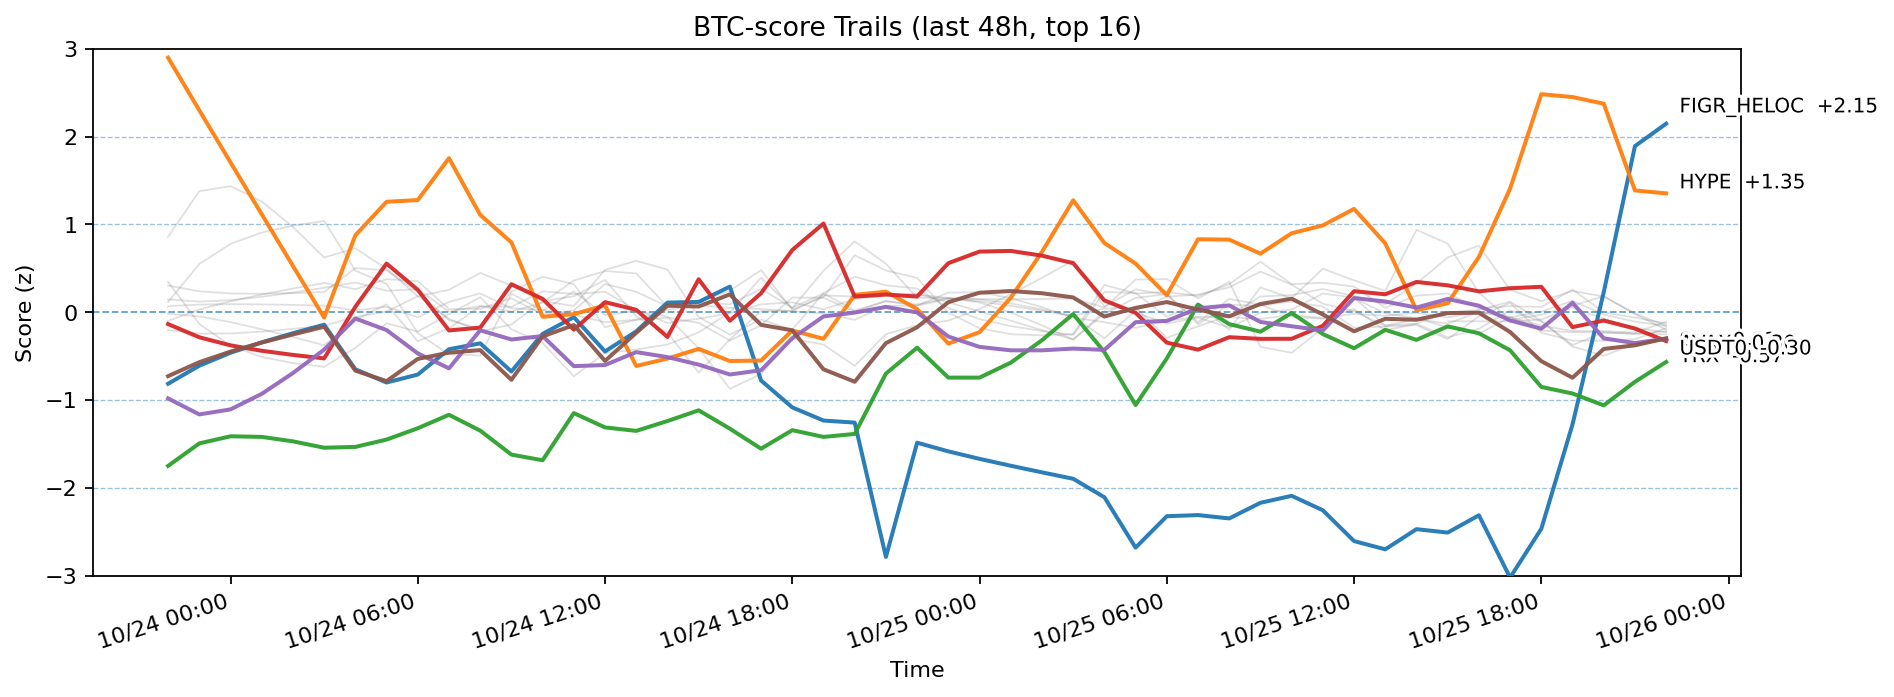 BTC-score Trails (last 48h, top 16)
Score (z)
3
2
1
0
−1
−2
−3
FIGR_HELOC +2.15
HYPE +1.35
USDT
10/24 00:00
10/24 06:00
10/24 12:00
10/24 18:00
10/25 00:00
10/25 06:00
10/25 12:00
10/25 18:00
10/26 00:00
Time